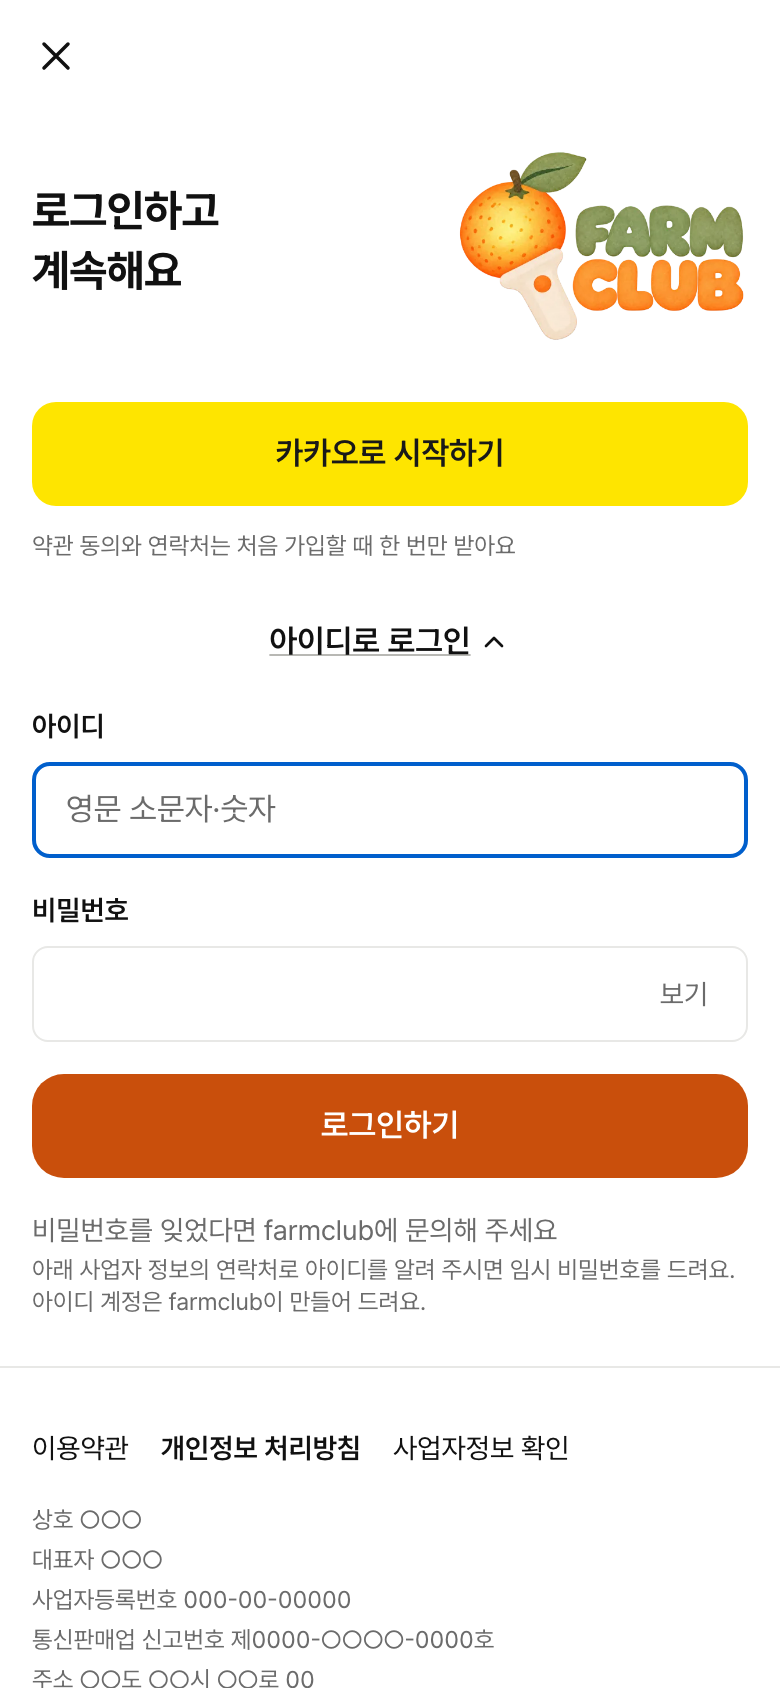 로그인하고
계속해요
FARM
CLUB
카카오로 시작하기
약관 동의와 연락처는 처음 가입할 때 한 번만 받아요
아이디로 로그인
아이디
영문 소문자·숫자
비밀번호
보기
로그인하기
비밀번호를 잊었다면 farmclub에 문의해 주세요
아래 사업자 정보의 연락처로 아이디를 알려 주시면 임시 비밀번호를 드려요.
아이디 계정은 farmclub이 만들어 드려요.
이용약관 개인정보 처리방침 사업자정보 확인
상호 ○○○
대표자 ○○○
사업자등록번호 000-00-00000
통신판매업 신고번호 제0000-○○○○-0000호
주소 ○○도 ○○시 ○○로 00